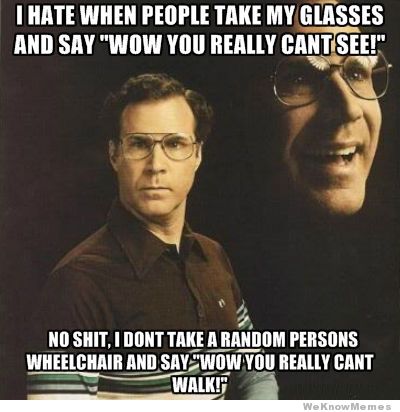 I HATE WHEN PEOPLE TAKE MY GLASSES
AND SAY "WOW YOU REALLY CANT SEE!"
NO SHIT, I DONT TAKE A RANDOM PERSONS
WHEELCHAIR AND SAY "WOW YOU REALLY CANT
WALK!"
WeKnowMemes